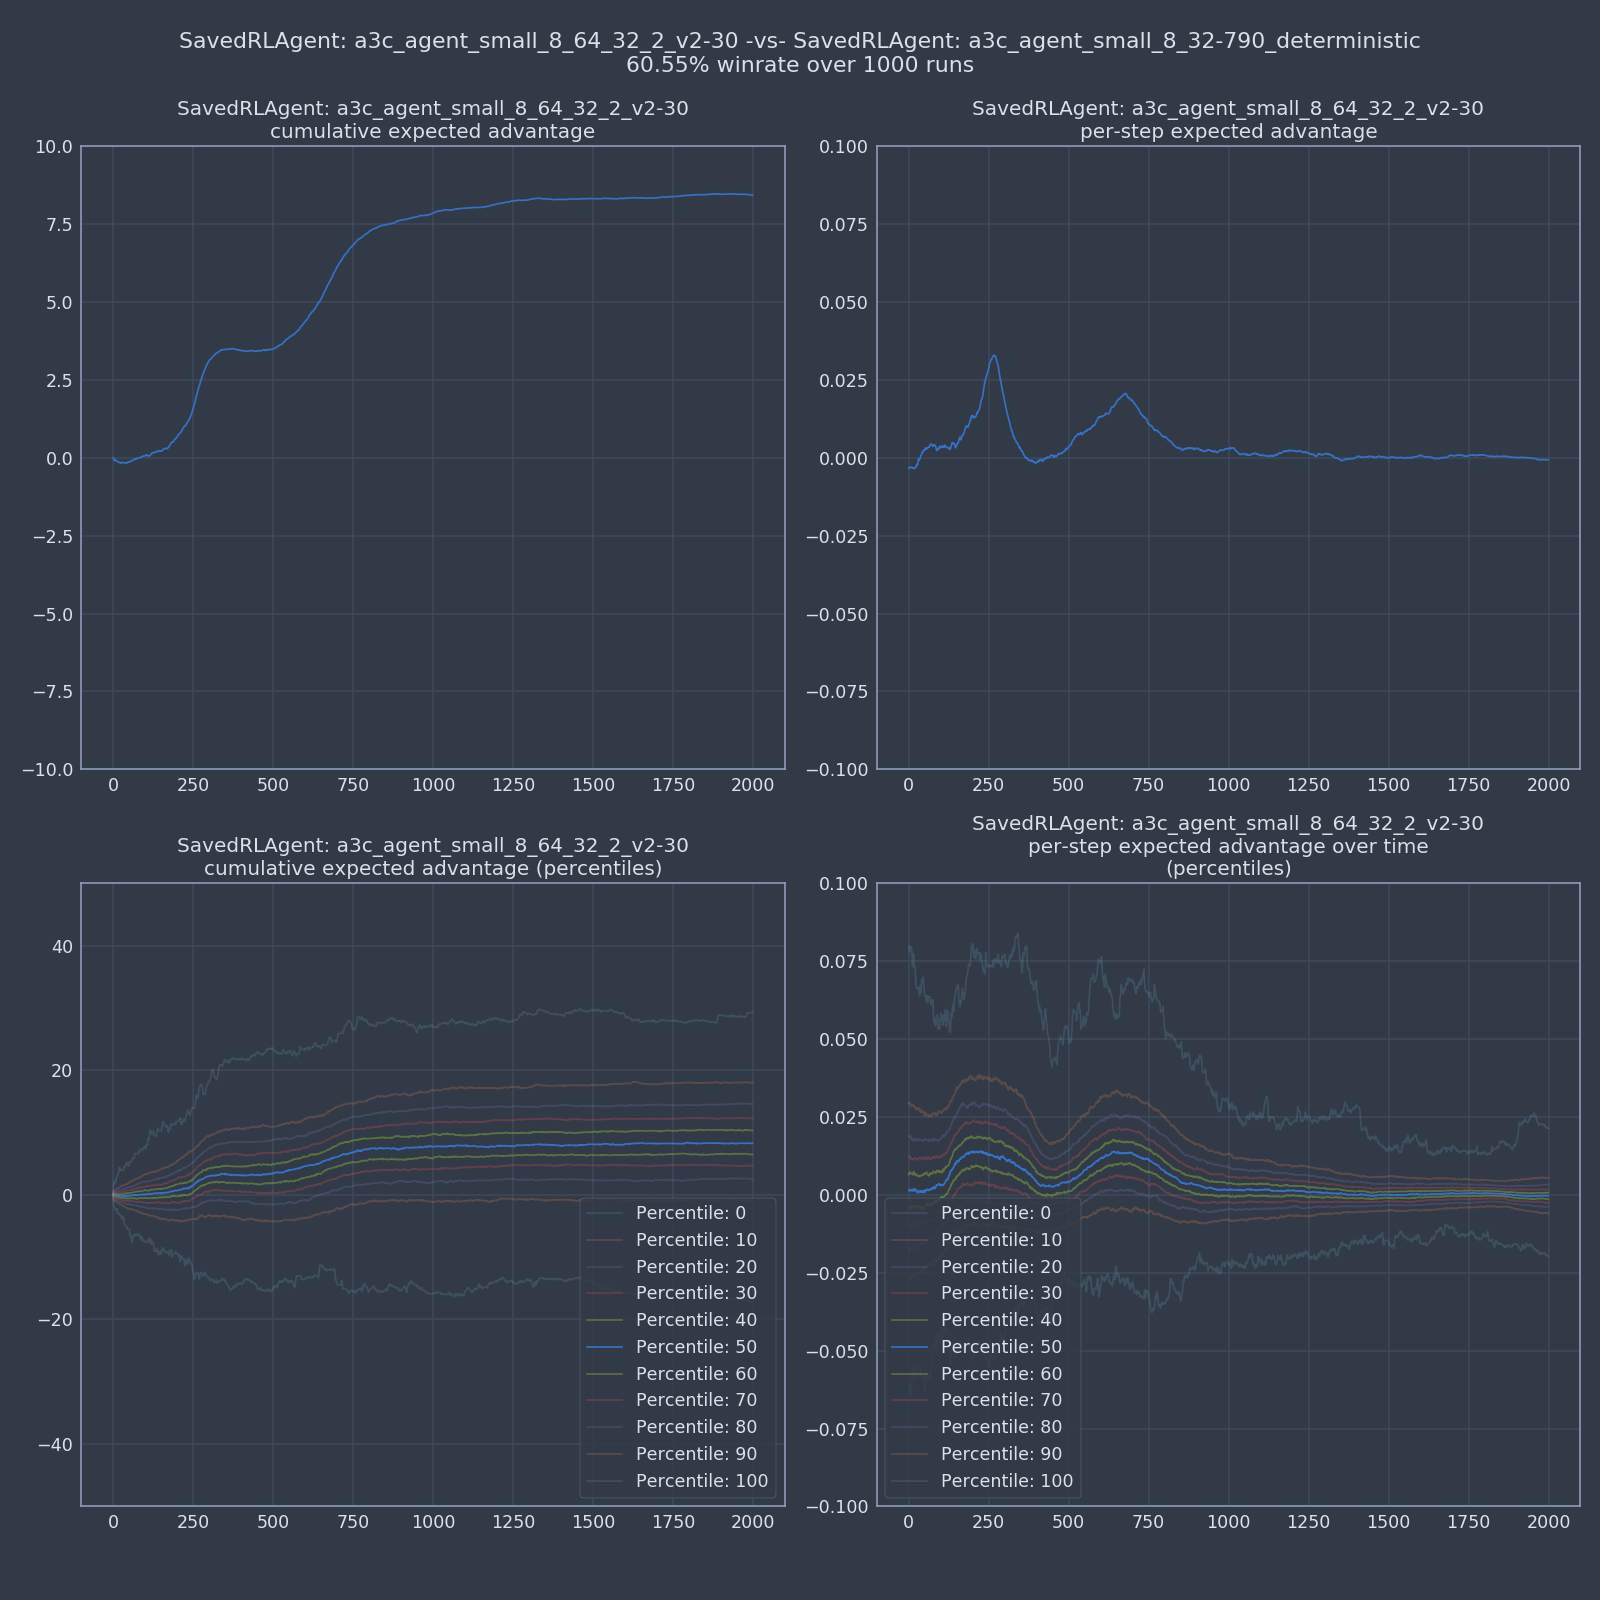 SavedRLAgent: a3c_agent_small_8_64_32_2_v2-30 -vs- SavedRLAgent: a3c_agent_small_8_32-790_deterministic
60.55% winrate over 1000 runs
SavedRLAgent: a3c_agent_small_8_64_32_2_v2-30
cumulative expected advantage
10.0
7.5
5.0
2.5
0.0
−2.5
−5.0
−7.5
−10.0
0 250 500 750 1000 1250 1500 1750 2000
SavedRLAgent: a3c_agent_small_8_64_32_2_v2-30
per-step expected advantage
0.100
0.075
0.050
0.025
0.000
−0.025
−0.050
−0.075
−0.100
0 250 500 750 1000 1250 1500 1750 2000
SavedRLAgent: a3c_agent_small_8_64_32_2_v2-30
cumulative expected advantage (percentiles)
40
20
0
−20
−40
Percentile: 0
Percentile: 10
Percentile: 20
Percentile: 30
Percentile: 40
Percentile: 50
Percentile: 60
Percentile: 70
Percentile: 80
Percentile: 90
Percentile: 100
0 250 500 750 1000 1250 1500 1750 2000
SavedRLAgent: a3c_agent_small_8_64_32_2_v2-30
per-step expected advantage over time
(percentiles)
0.100
0.075
0.050
0.025
0.000
−0.025
−0.050
−0.075
−0.100
Percentile: 0
Percentile: 10
Percentile: 20
Percentile: 30
Percentile: 40
Percentile: 50
Percentile: 60
Percentile: 70
Percentile: 80
Percentile: 90
Percentile: 100
0 250 500 750 1000 1250 1500 1750 2000